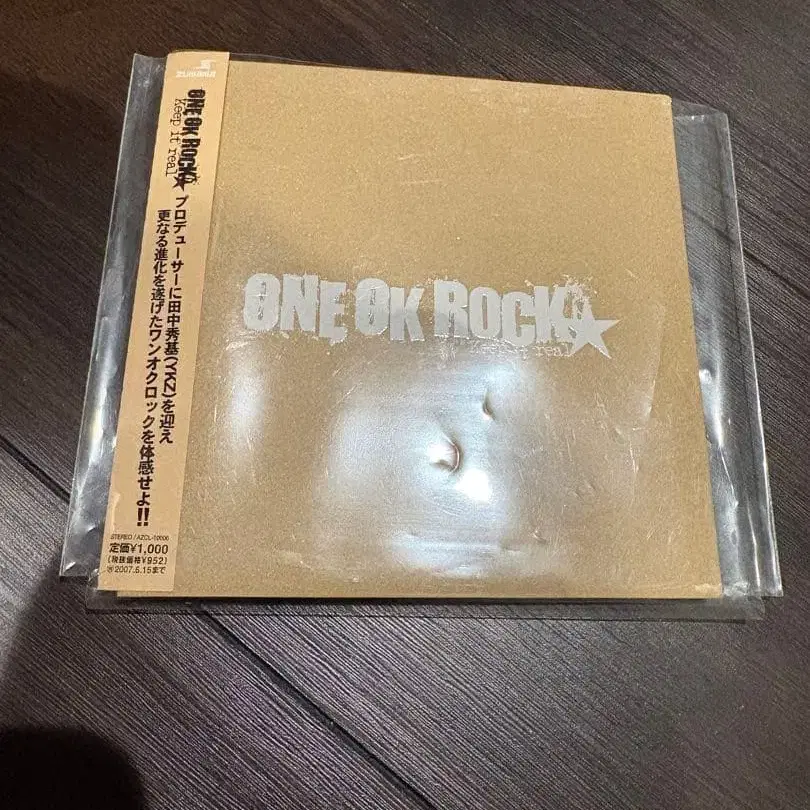 ONE OK ROCK
keep it real
プロデューサーに田中秀基(YKZ)を迎え
更なる進化を遂げたワンオクロックを体感せよ!!
STEREO / AZCL-10006
定価¥1,000
(税抜価格¥952)
2007.6.15まで
ONE OK ROCK
keep it real